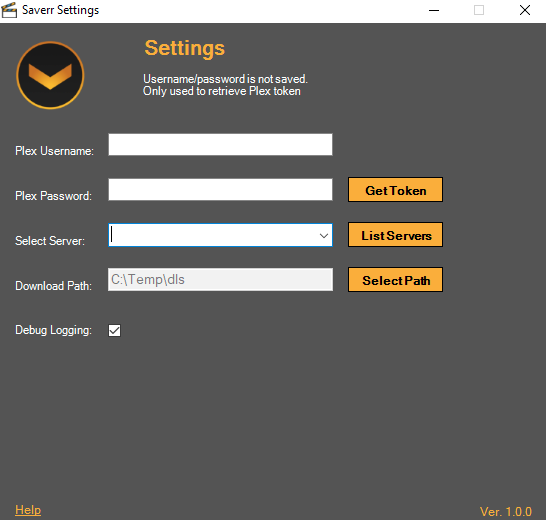 Saverr Settings
Settings
Username/password is not saved.
Only used to retrieve Plex token
Plex Username:
Plex Password:
Get Token
Select Server:
List Servers
Download Path:
C:\Temp\dls
Select Path
Debug Logging:
Help
Ver. 1.0.0